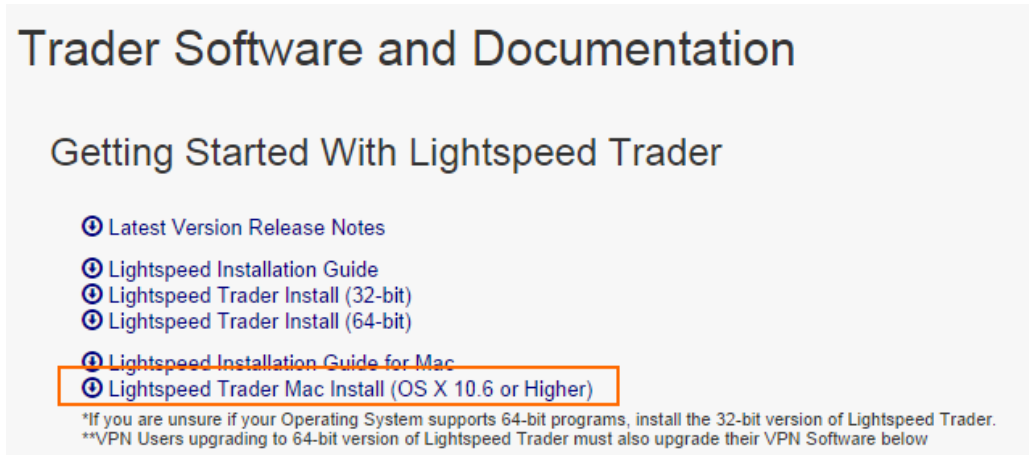 Trader Software and Documentation
Getting Started With Lightspeed Trader
Latest Version Release Notes
Lightspeed Installation Guide
Lightspeed Trader Install (32-bit)
Lightspeed Trader Install (64-bit)
Lightspeed Installation Guide for Mac
Lightspeed Trader Mac Install (OS X 10.6 or Higher)
*If you are unsure if your Operating System supports 64-bit programs, install the 32-bit version of Lightspeed Trader.
**VPN Users upgrading to 64-bit version of Lightspeed Trader must also upgrade their VPN Software below